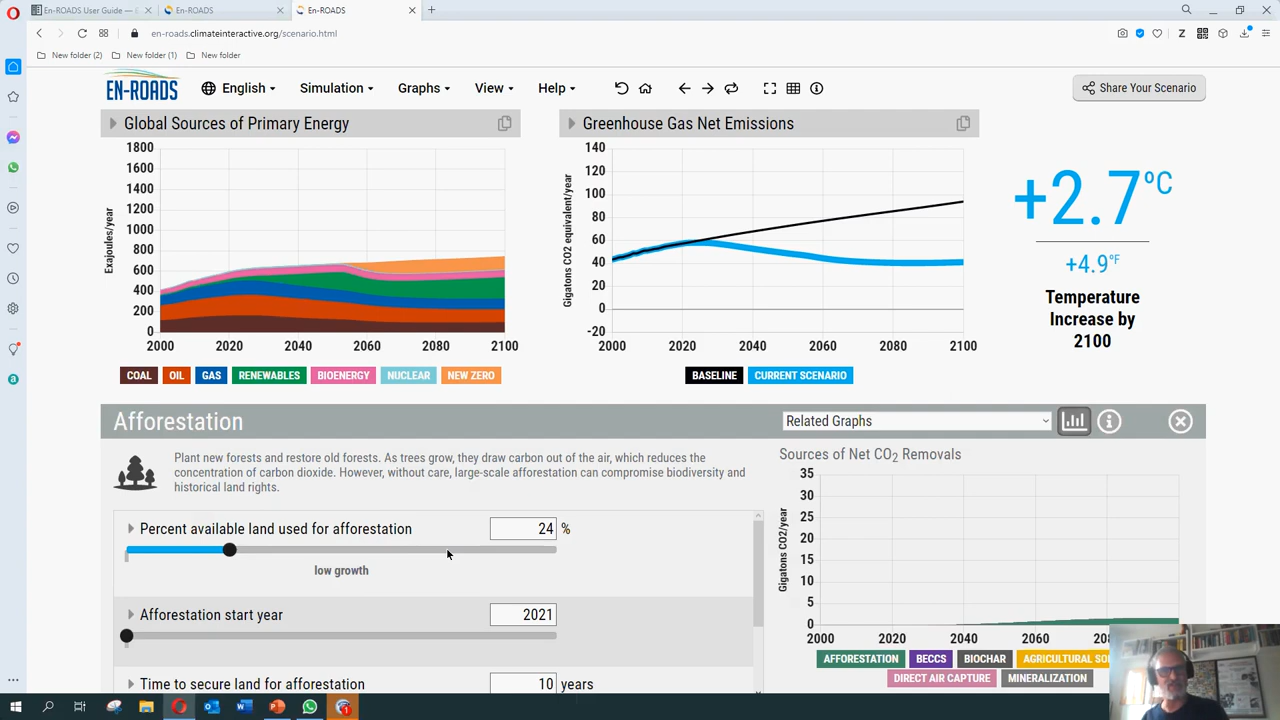 En-ROADS User Guide — 
En-ROADS
En-ROADS
en-roads.climateinteractive.org/scenario.html
New folder (2)
New folder (1)
New folder
EN-ROADS
English
Simulation
Graphs
View
Help
Share Your Scenario
Global Sources of Primary Energy
1800
1600
1400
1200
1000
800
600
400
200
0
Exajoules/year
2000
2020
2040
2060
2080
2100
COAL
OIL
GAS
RENEWABLES
BIOENERGY
NUCLEAR
NEW ZERO
Greenhouse Gas Net Emissions
140
120
100
80
60
40
20
0
-20
Gigatons CO2 equivalent/year
2000
2020
2040
2060
2080
2100
BASELINE
CURRENT SCENARIO
+2.7°C
+4.9°F
Temperature
Increase by
2100
Afforestation
Related Graphs
Plant new forests and restore old forests. As trees grow, they draw carbon out of the air, which reduces the
concentration of carbon dioxide. However, without care, large-scale afforestation can compromise biodiversity and
historical land rights.
Percent available land used for afforestation
24 %
low growth
Afforestation start year
2021
Time to secure land for afforestation
10 years
Sources of Net CO2 Removals
35
30
25
20
15
10
5
0
Gigatons CO2/year
2000
2020
2040
2060
AFFORESTATION
BECCS
BIOCHAR
AGRICULTURAL
DIRECT AIR CAPTURE
MINERALIZATION